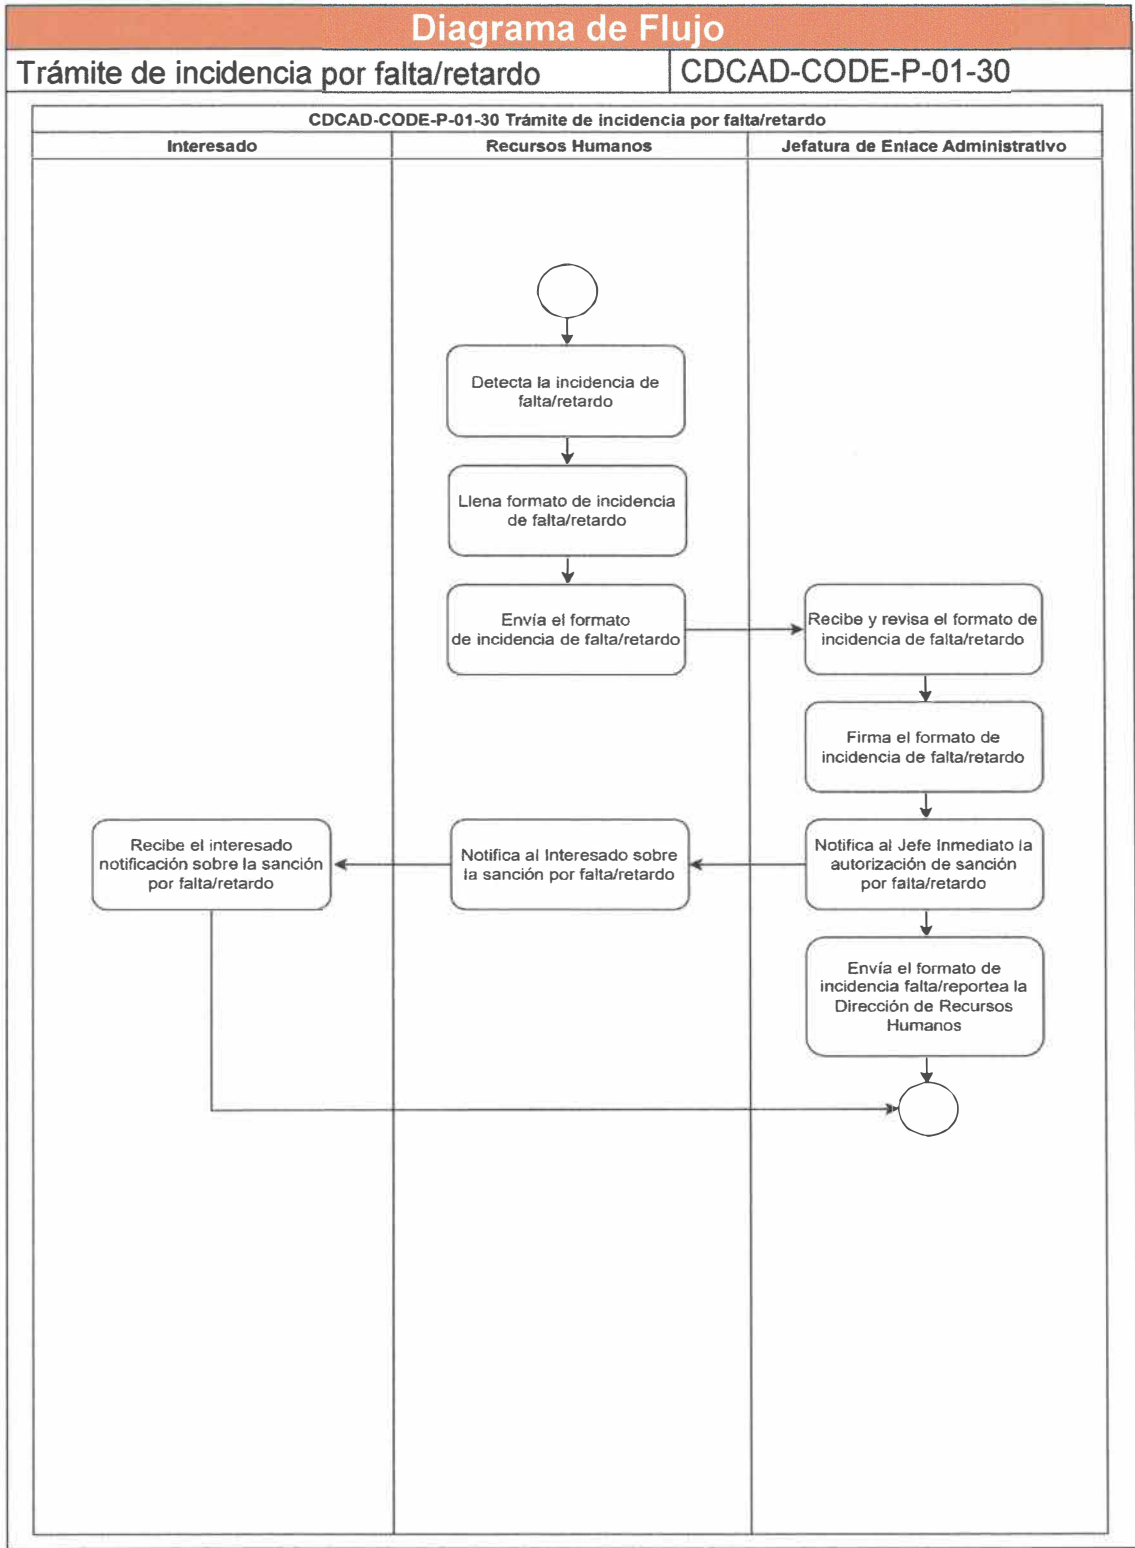 Diagrama de Flujo
Trámite de incidencia por falta/retardo
CDCAD-CODE-P-01-30
CDCAD-CODE-P-01-30 Trámite de incidencia por falta/retardo
Interesado
Recursos Humanos
Jefatura de Enlace Administrativo
Detecta la incidencia de
falta/retardo
Llena formato de incidencia
de falta/retardo
Envía el formato
de incidencia de falta/retardo
Recibe y revisa el formato de
incidencia de falta/retardo
Firma el formato de
incidencia de falta/retardo
Notifica al Jefe Inmediato la
autorización de sanción
por falta/retardo
Notifica al Interesado sobre
la sanción por falta/retardo
Recibe el interesado
notificación sobre la sanción
por falta/retardo
Envía el formato de
incidencia falta/reportea la
Dirección de Recursos
Humanos